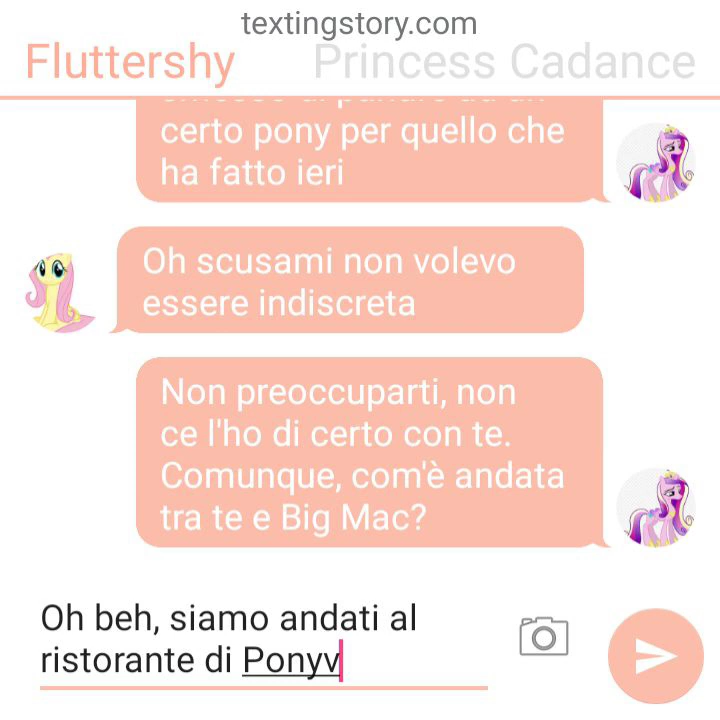 textingstory.com
Fluttershy Princess Cadance
certo pony per quello che
ha fatto ieri
Oh scusami non volevo
essere indiscreta
Non preoccuparti, non
ce l'ho di certo con te.
Comunque, com'è andata
tra te e Big Mac?
Oh beh, siamo andati al
ristorante di Ponyv